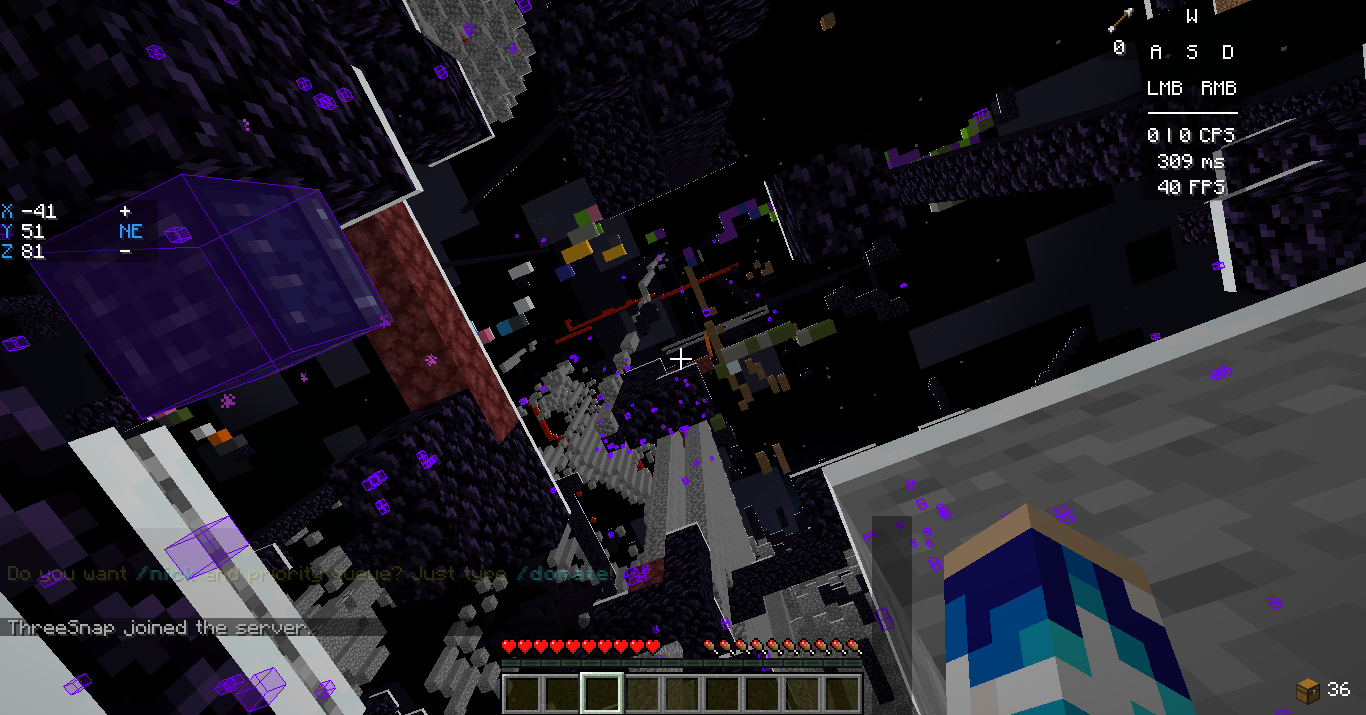 W
0
A S D
LMB RMB
0 | 0 CPS
309 ms
40 FPS
X -41 +
Y 51 NE
Z 81 -
Do you want /nick and priority queue? Just type /donate
ThreeSnap joined the server.
36